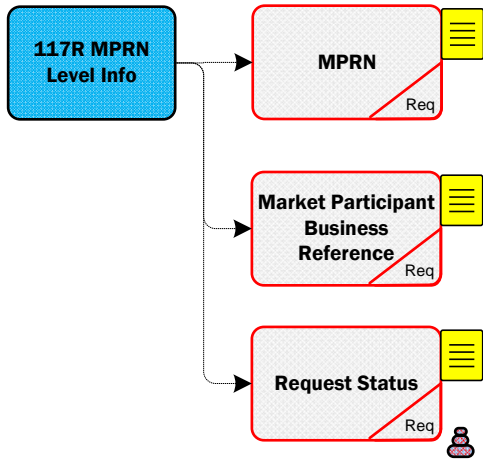 117R MPRN
Level Info
MPRN
Req
Market Participant
Business
Reference
Req
Request Status
Req